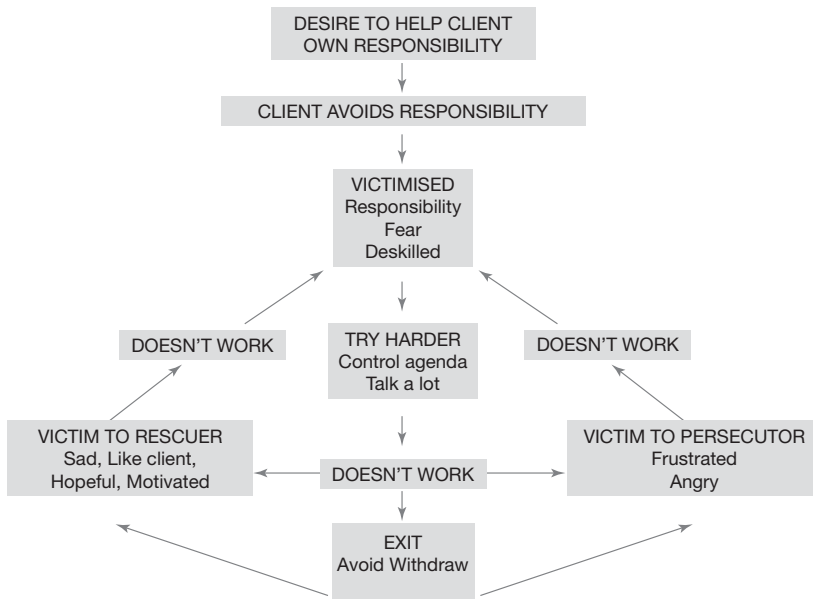 DESIRE TO HELP CLIENT
OWN RESPONSIBILITY
CLIENT AVOIDS RESPONSIBILITY
VICTIMISED
Responsibility
Fear
Deskilled
DOESN'T WORK
TRY HARDER
Control agenda
Talk a lot
DOESN'T WORK
VICTIM TO RESCUER
Sad, Like client,
Hopeful, Motivated
DOESN'T WORK
VICTIM TO PERSECUTOR
Frustrated
Angry
EXIT
Avoid Withdraw